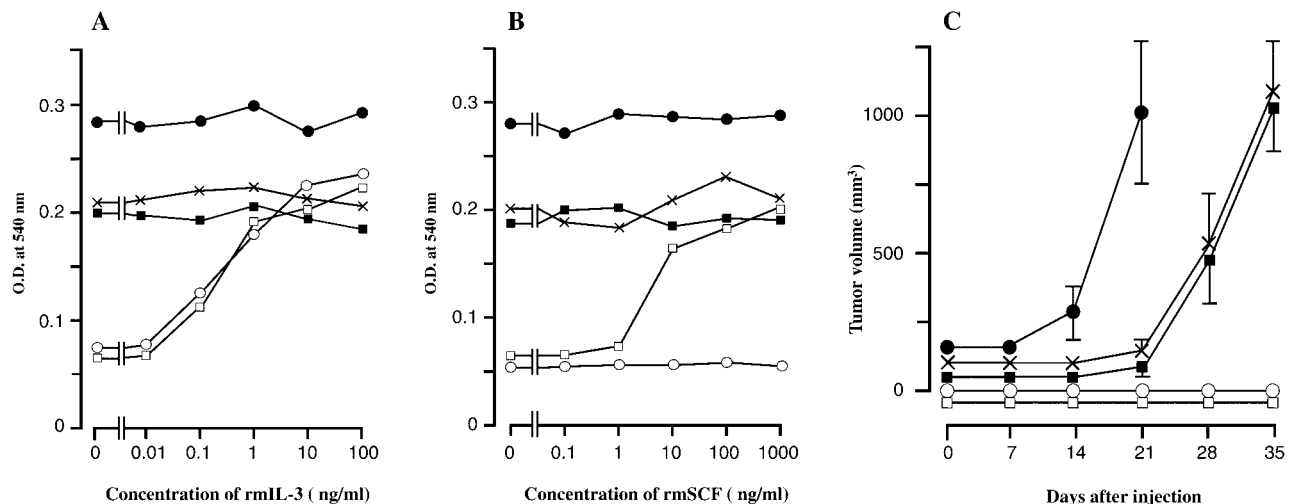 A
0.3
0.2
0.1
0
O.D. at 540 nm
0 0.01 0.1 1 10 100
Concentration of rmIL-3 ( ng/ml)
B
0.3
0.2
0.1
0
O.D. at 540 nm
0 0.1 1 10 100 1000
Concentration of rmSCF ( ng/ml)
C
1000
500
0
Tumor volume (mm³)
0 7 14 21 28 35
Days after injection